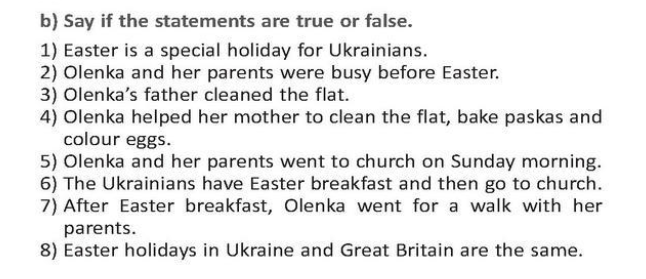 b) Say if the statements are true or false.
1) Easter is a special holiday for Ukrainians.
2) Olenka and her parents were busy before Easter.
3) Olenka's father cleaned the flat.
4) Olenka helped her mother to clean the flat, bake paskas and
colour eggs.
5) Olenka and her parents went to church on Sunday morning.
6) The Ukrainians have Easter breakfast and then go to church.
7) After Easter breakfast, Olenka went for a walk with her
parents.
8) Easter holidays in Ukraine and Great Britain are the same.